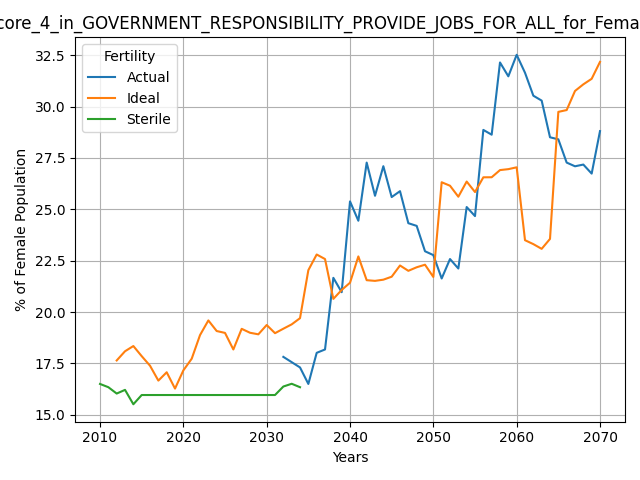 core_4_in_GOVERNMENT_RESPONSIBILITY_PROVIDE_JOBS_FOR_ALL_for_Fema
Fertility
Actual
Ideal
Sterile
% of Female Population
32.5
30.0
27.5
25.0
22.5
20.0
17.5
15.0
2010 2020 2030 2040 2050 2060 2070
Years